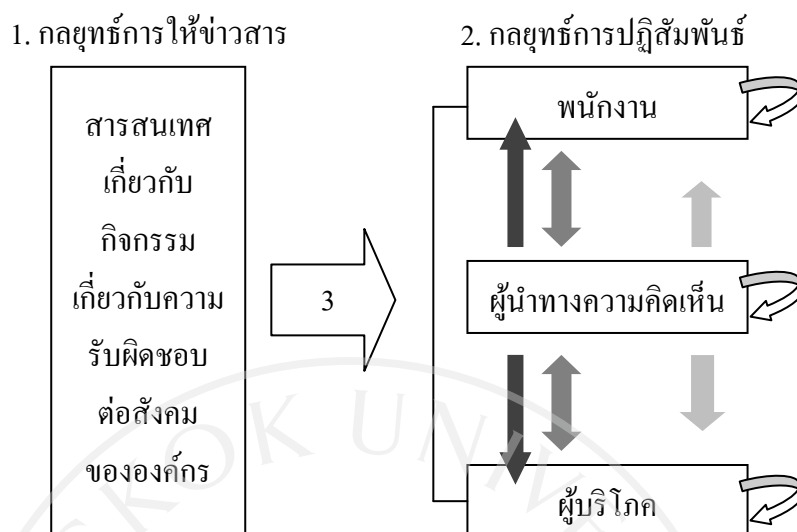 1. กลยุทธ์การให้ข่าวสาร
สารสนเทศ
เกี่ยวกับ
กิจกรรม
เกี่ยวกับความ
รับผิดชอบ
ต่อสังคม
ขององค์กร
3
2. กลยุทธ์การปฏิสัมพันธ์
พนักงาน
ผู้นำทางความคิดเห็น
ผู้บริโภค
KOK UNIVE